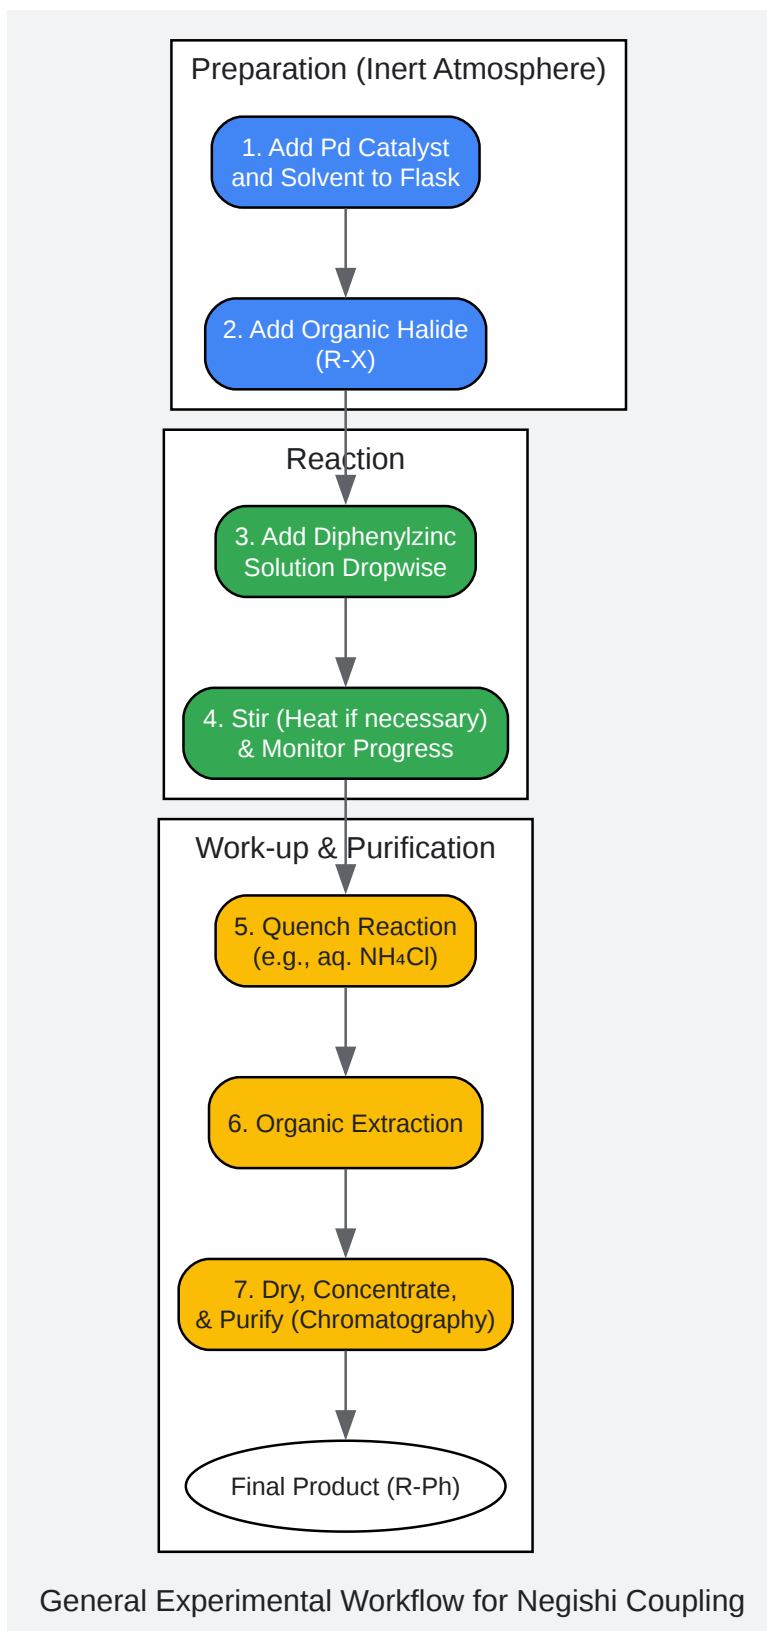 Preparation (Inert Atmosphere)
1. Add Pd Catalyst
and Solvent to Flask
2. Add Organic Halide
(R-X)
Reaction
3. Add Diphenylzinc
Solution Dropwise
4. Stir (Heat if necessary)
& Monitor Progress
Work-up & Purification
5. Quench Reaction
(e.g., aq. NH₄Cl)
6. Organic Extraction
7. Dry, Concentrate,
& Purify (Chromatography)
Final Product (R-Ph)
General Experimental Workflow for Negishi Coupling